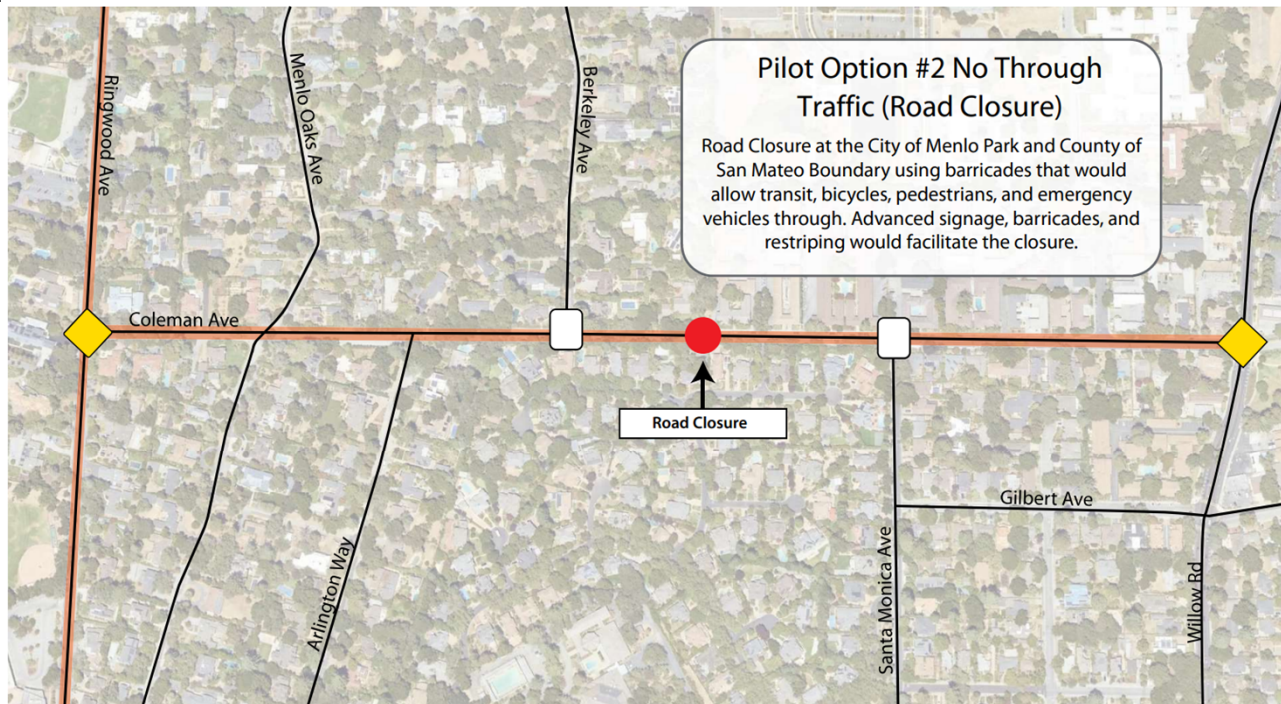 Pilot Option #2 No Through
Traffic (Road Closure)
Road Closure at the City of Menlo Park and County of
San Mateo Boundary using barricades that would
allow transit, bicycles, pedestrians, and emergency
vehicles through. Advanced signage, barricades, and
restriping would facilitate the closure.
Ringwood Ave
Menlo Oaks Ave
Berkeley Ave
Coleman Ave
Road Closure
Arlington Way
Santa Monica Ave
Gilbert Ave
Willow Rd